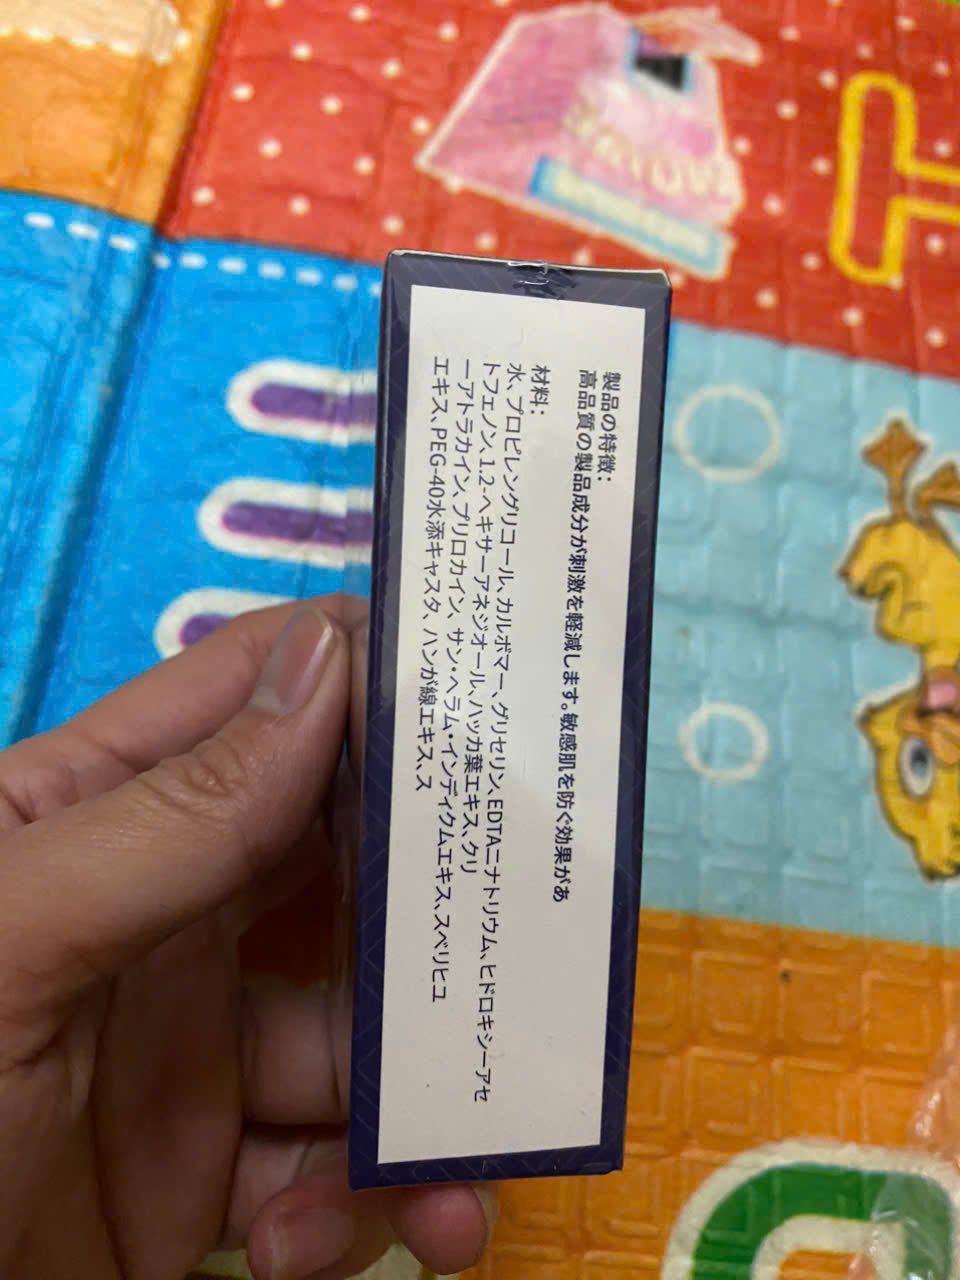 製品の特徴:
高品質の製品成分が刺激を軽減します。敏感肌を防ぐ効果があ
材料:
水、プロピレングリコール、カルボマー、グリセリン、EDTAニナトリウム、ヒドロキシーアセ
トフェノン、1.2-ヘキサーアネジオール、ハッカ葉エキス、クリ
ーアトラカイン、プリロカイン、サン・ヘラム・インディクムエキス、スベリヒユ
エキス、PEG-40水添キャスタ、ハンが線エキス、ス